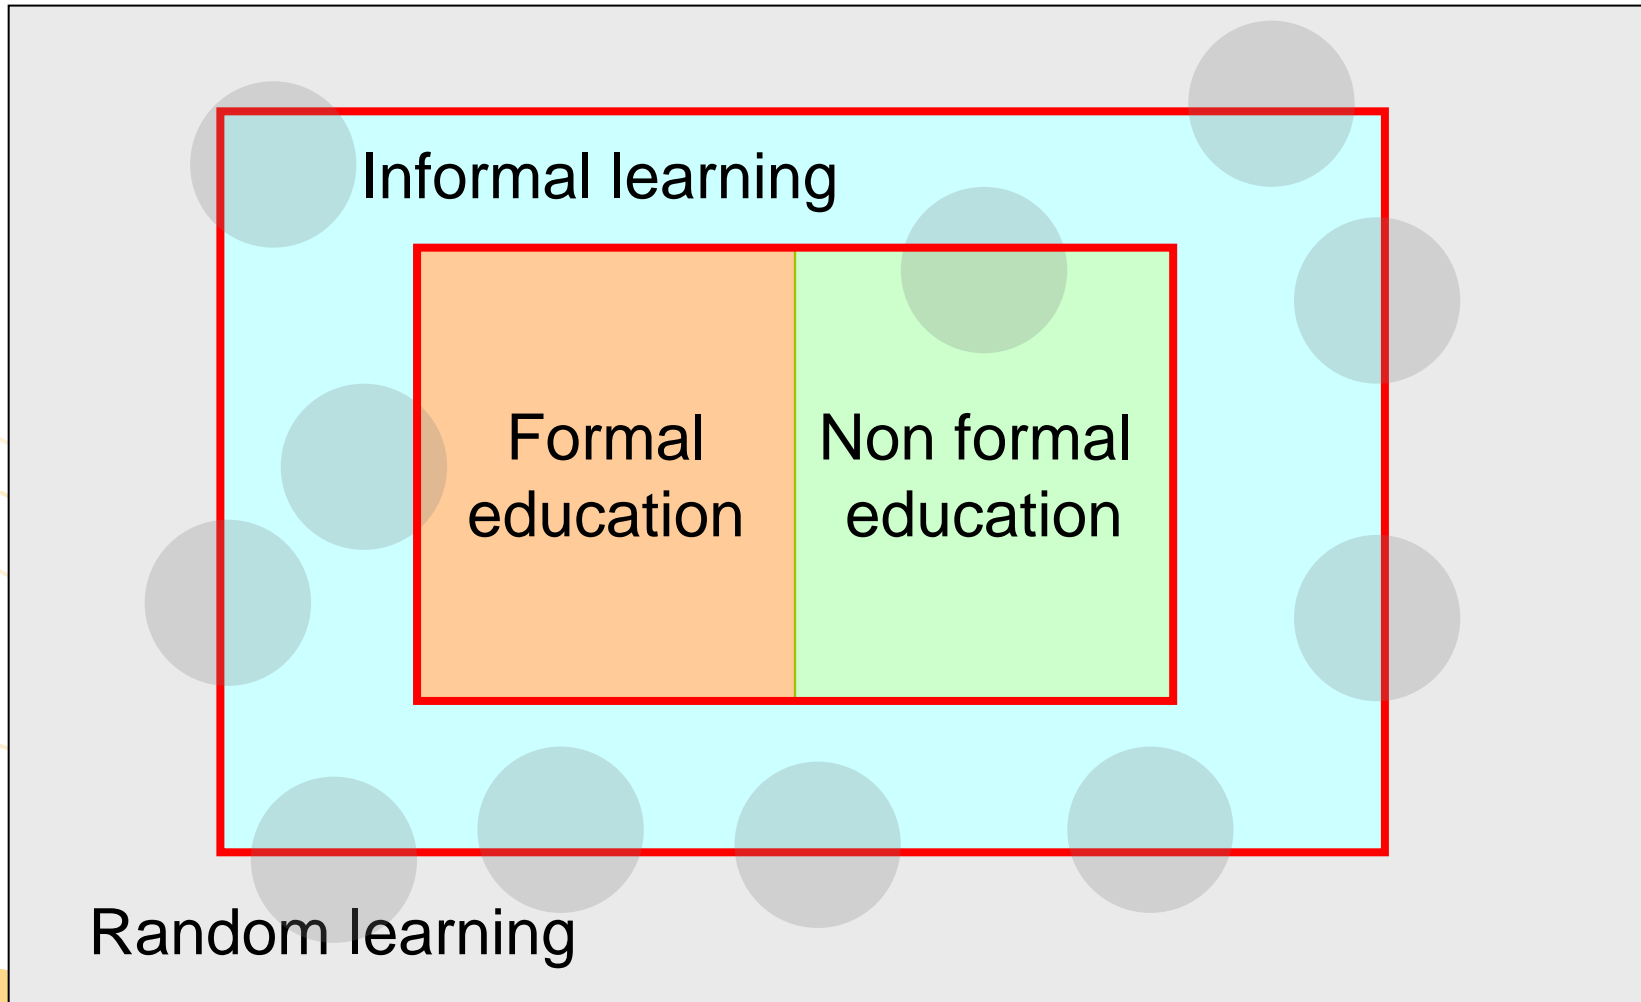 Informal learning
Formal
education
Non formal
education
Random learning